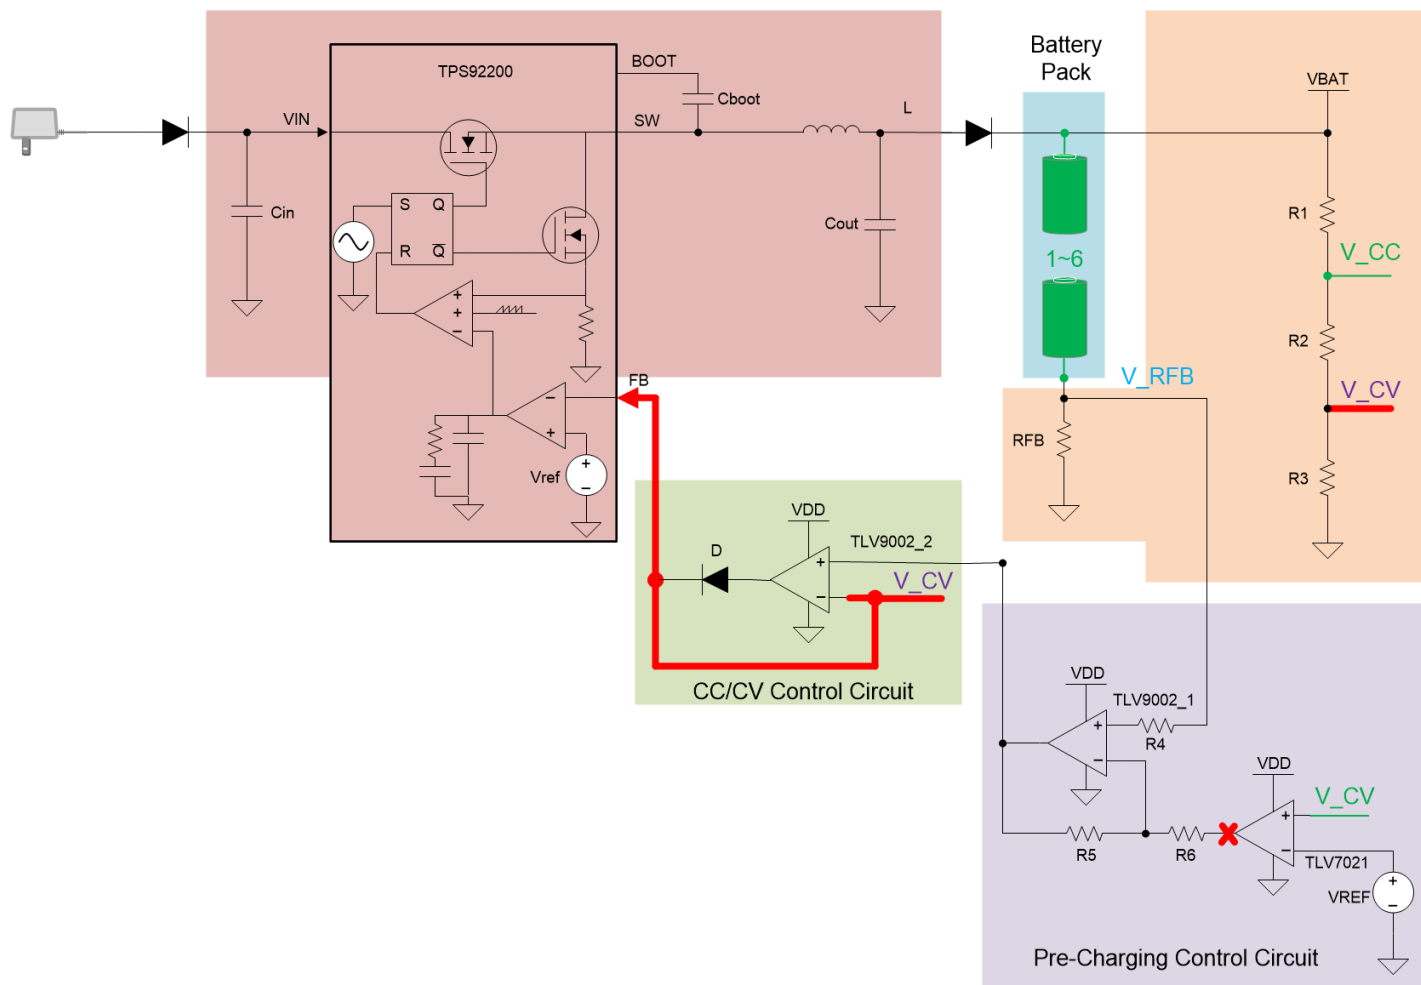 Battery
Pack
TPS92200
BOOT
Cboot
VBAT
VIN
SW
L
S
Q
R
Q
Cin
Cout
R1
V_CC
1~6
+
+
−
R2
FB
V_RFB
V_CV
−
+
RFB
Vref
+
−
R3
VDD
D
TLV9002_2
+
−
V_CV
CC/CV Control Circuit
VDD
TLV9002_1
+
−
R4
VDD
V_CV
+
−
R5
R6
TLV7021
VREF
+
−
Pre-Charging Control Circuit